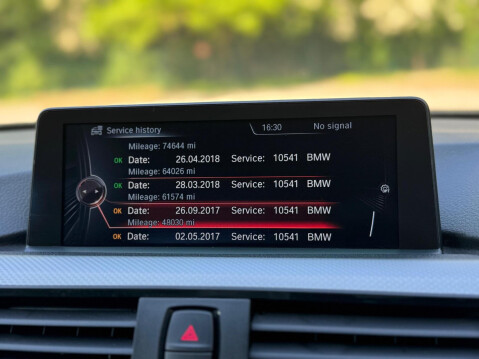 Service history 16:30 No signal
Mileage: 74644 mi
OK Date: 26.04.2018 Service: 10541 BMW
Mileage: 64026 mi
OK Date: 28.03.2018 Service: 10541 BMW
Mileage: 61574 mi
OK Date: 26.09.2017 Service: 10541 BMW
Mileage: 48030 mi
OK Date: 02.05.2017 Service: 10541 BMW